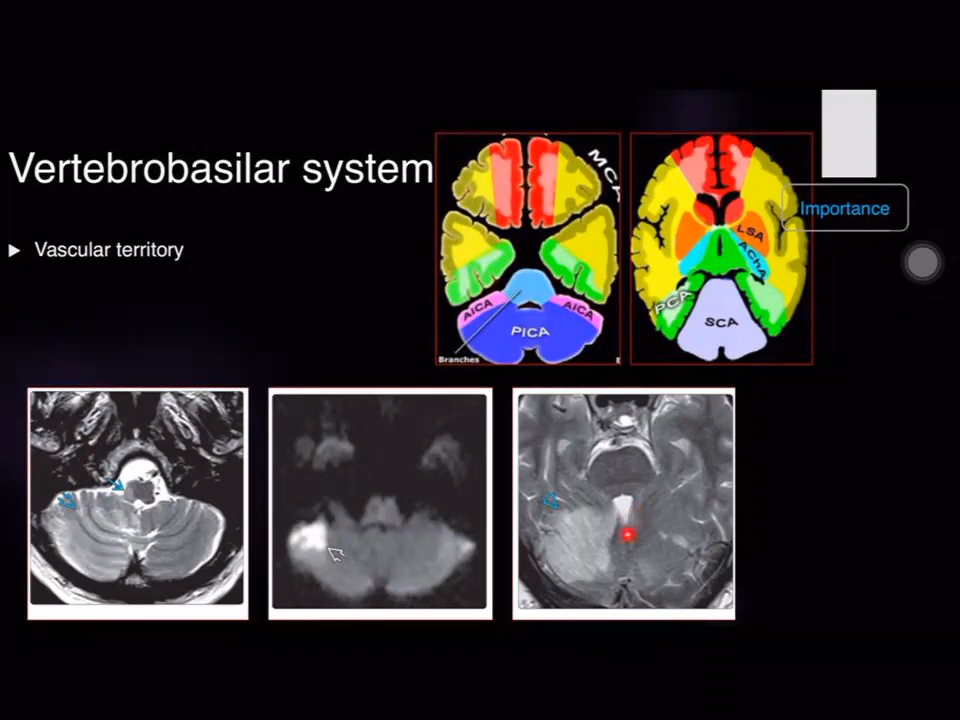 Vertebrobasilar system
Vascular territory
MCA
AICA
AICA
PICA
Branches
LSA
AChA
PCA
SCA
Importance